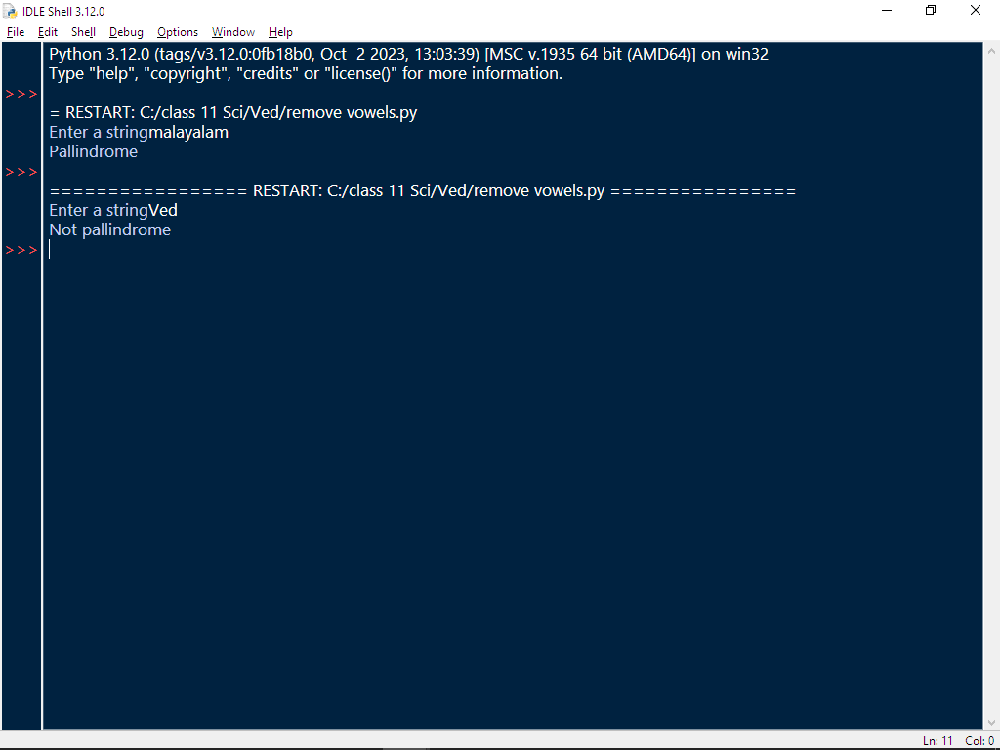 IDLE Shell 3.12.0
File Edit Shell Debug Options Window Help
Python 3.12.0 (tags/v3.12.0:0fb18b0, Oct  2 2023, 13:03:39) [MSC v.1935 64 bit (AMD64)] on win32
Type "help", "copyright", "credits" or "license()" for more information.
>>>
= RESTART: C:/class 11 Sci/Ved/remove vowels.py
Enter a stringmalayalam
Pallindrome
>>>
================= RESTART: C:/class 11 Sci/Ved/remove vowels.py ================
Enter a stringVed
Not pallindrome
>>>
Ln: 11 Col: 0